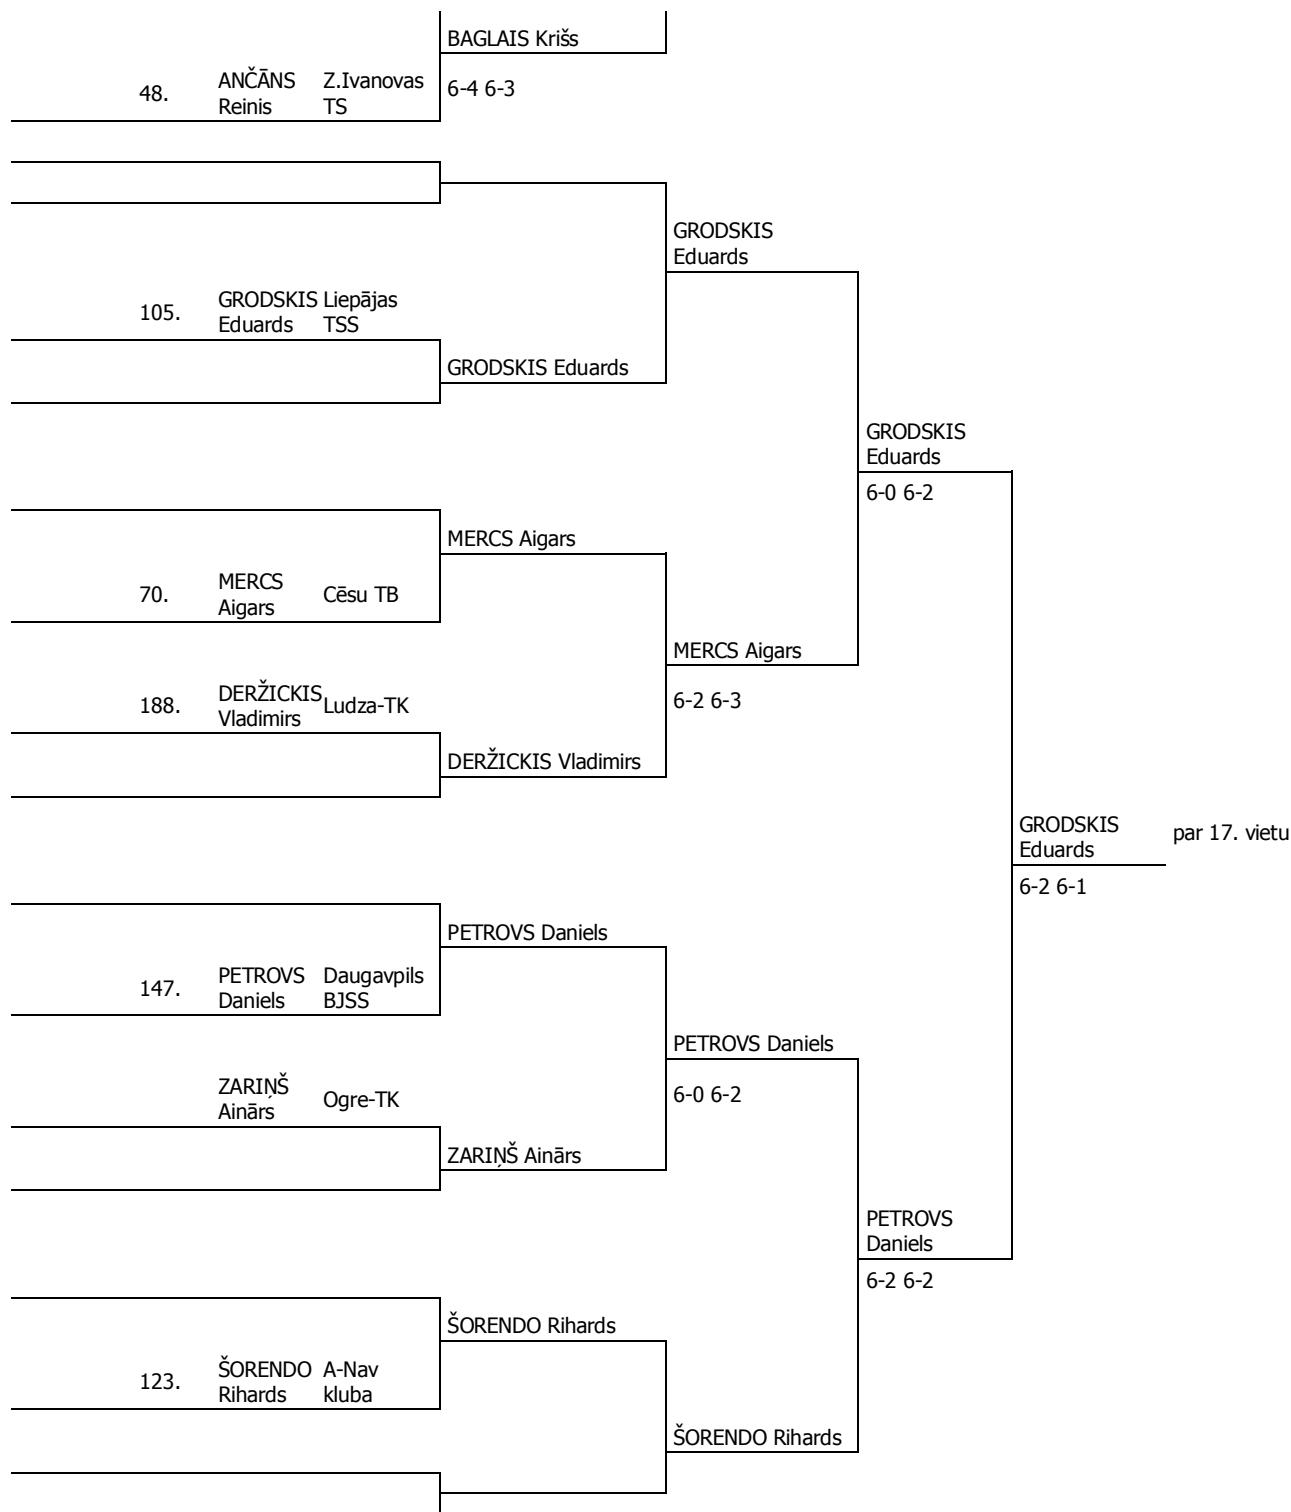 BAGLAIS Krišs
48.
ANČĀNS
Reinis
Z.Ivanovas
TS
6-4 6-3
GRODSKIS
Eduards
105.
GRODSKIS
Eduards
Liepājas
TSS
GRODSKIS Eduards
GRODSKIS
Eduards
6-0 6-2
MERCS Aigars
70.
MERCS
Aigars
Cēsu TB
MERCS Aigars
6-2 6-3
188.
DERŽICKIS
Vladimirs
Ludza-TK
DERŽICKIS Vladimirs
GRODSKIS
Eduards
6-2 6-1
par 17. vietu
PETROVS Daniels
147.
PETROVS
Daniels
Daugavpils
BJSS
PETROVS Daniels
6-0 6-2
ZARIŅŠ
Ainārs
Ogre-TK
ZARIŅŠ Ainārs
PETROVS
Daniels
6-2 6-2
ŠORENDO Rihards
123.
ŠORENDO
Rihards
A-Nav
kluba
ŠORENDO Rihards